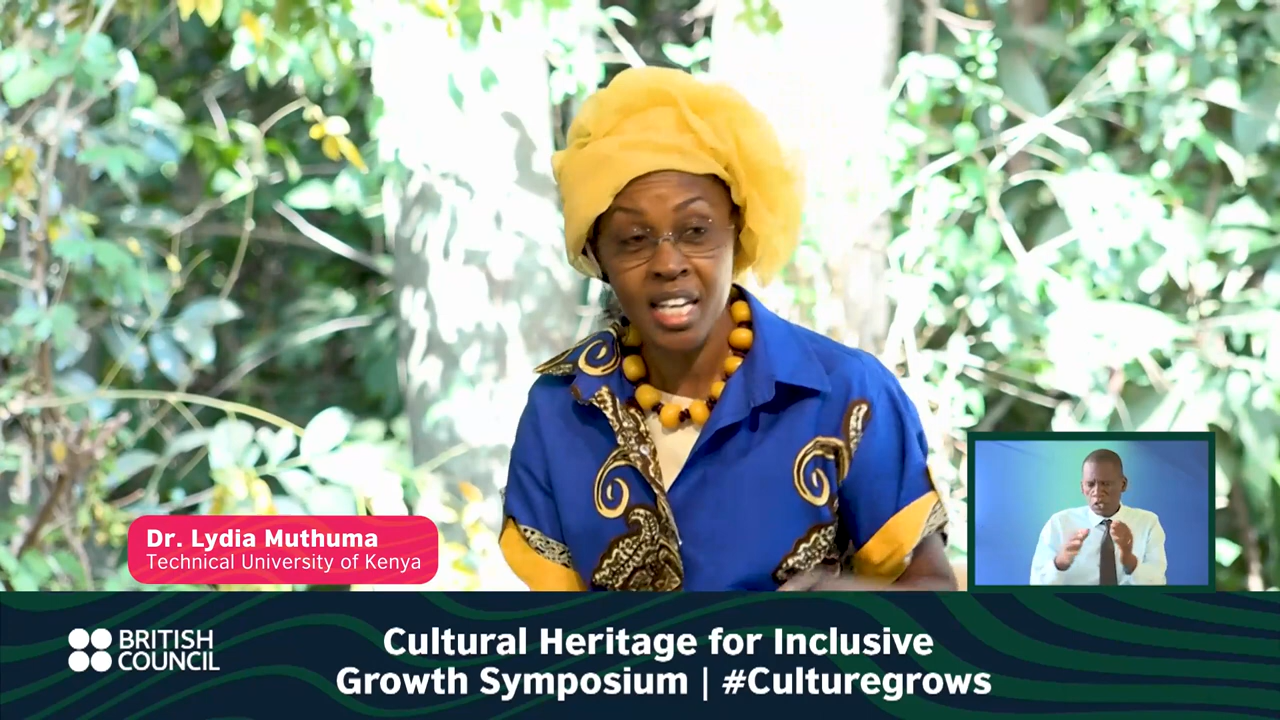 Dr. Lydia Muthuma
Technical University of Kenya
BRITISH
COUNCIL
Cultural Heritage for Inclusive
Growth Symposium | #Culturegrows